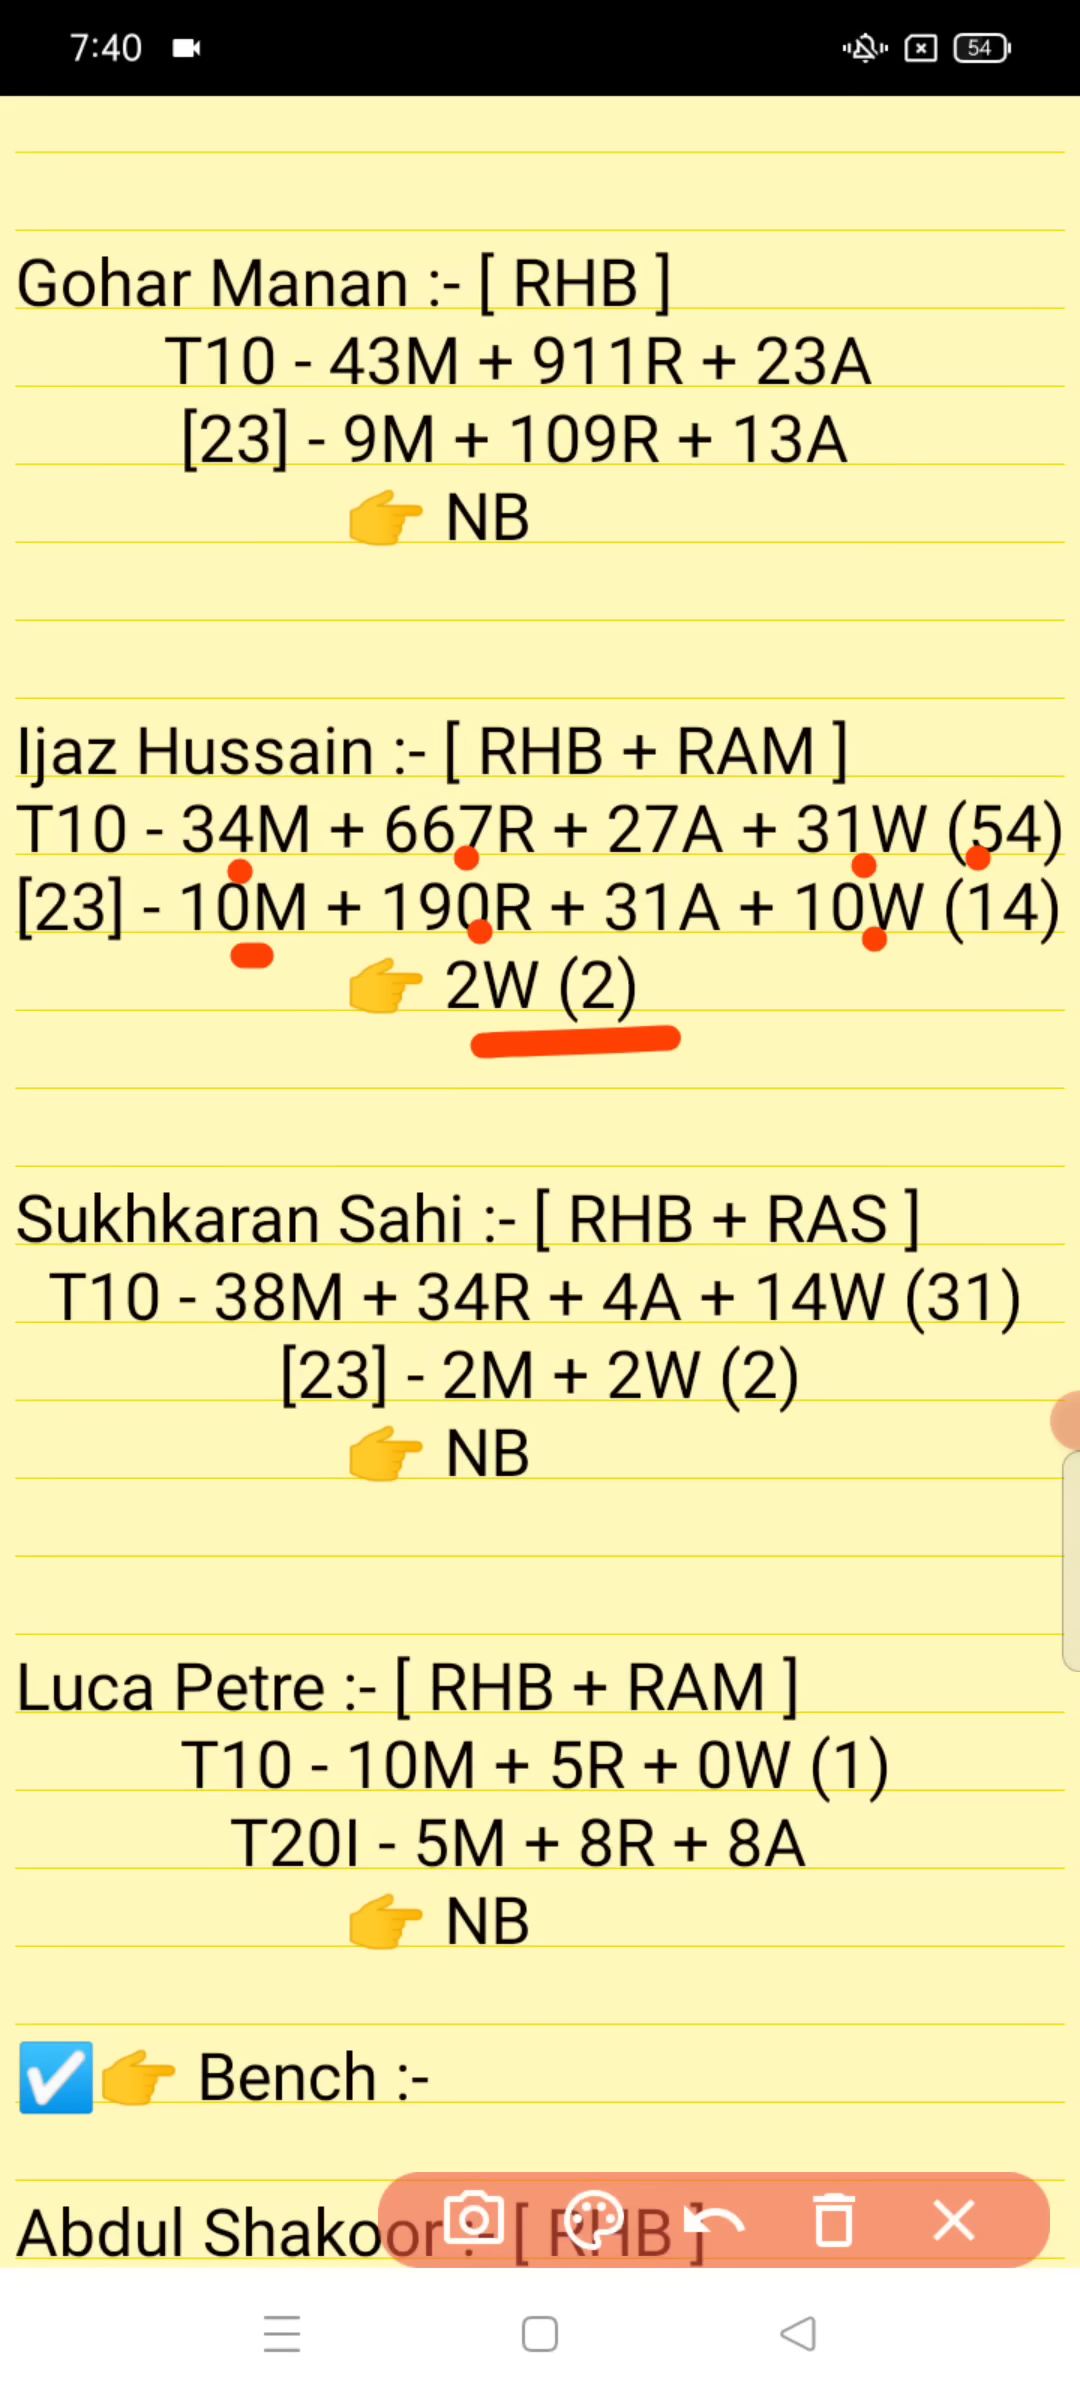 7:40
54
Gohar Manan :- [ RHB ]
T10 - 43M + 911R + 23A
[23] - 9M + 109R + 13A
👉 NB
Ijaz Hussain :- [ RHB + RAM ]
T10 - 34M + 667R + 27A + 31W (54)
[23] - 10M + 190R + 31A + 10W (14)
👉 2W (2)
Sukhkaran Sahi :- [ RHB + RAS ]
T10 - 38M + 34R + 4A + 14W (31)
[23] - 2M + 2W (2)
👉 NB
Luca Petre :- [ RHB + RAM ]
T10 - 10M + 5R + 0W (1)
T20I - 5M + 8R + 8A
👉 NB
✅👉 Bench :-
Abdul Shakoor :- [ RHB ]